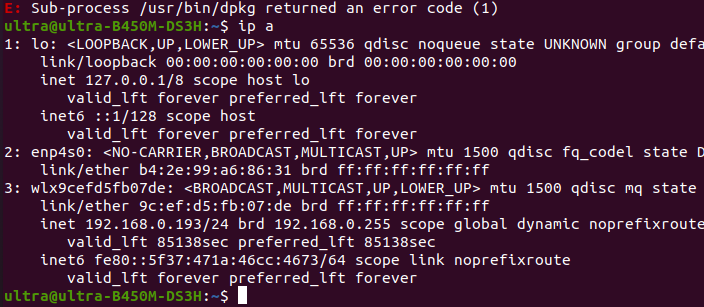 E: Sub-process /usr/bin/dpkg returned an error code (1)
ultra@ultra-B450M-DS3H:~$ ip a
1: lo: <LOOPBACK,UP,LOWER_UP> mtu 65536 qdisc noqueue state UNKNOWN group defa
    link/loopback 00:00:00:00:00:00 brd 00:00:00:00:00:00
    inet 127.0.0.1/8 scope host lo
       valid_lft forever preferred_lft forever
    inet6 ::1/128 scope host
       valid_lft forever preferred_lft forever
2: enp4s0: <NO-CARRIER,BROADCAST,MULTICAST,UP> mtu 1500 qdisc fq_codel state D
    link/ether b4:2e:99:a6:86:31 brd ff:ff:ff:ff:ff:ff
3: wlx9cefd5fb07de: <BROADCAST,MULTICAST,UP,LOWER_UP> mtu 1500 qdisc mq state
    link/ether 9c:ef:d5:fb:07:de brd ff:ff:ff:ff:ff:ff
    inet 192.168.0.193/24 brd 192.168.0.255 scope global dynamic noprefixroute
       valid_lft 85138sec preferred_lft 85138sec
    inet6 fe80::5f37:471a:46cc:4673/64 scope link noprefixroute
       valid_lft forever preferred_lft forever
ultra@ultra-B450M-DS3H:~$